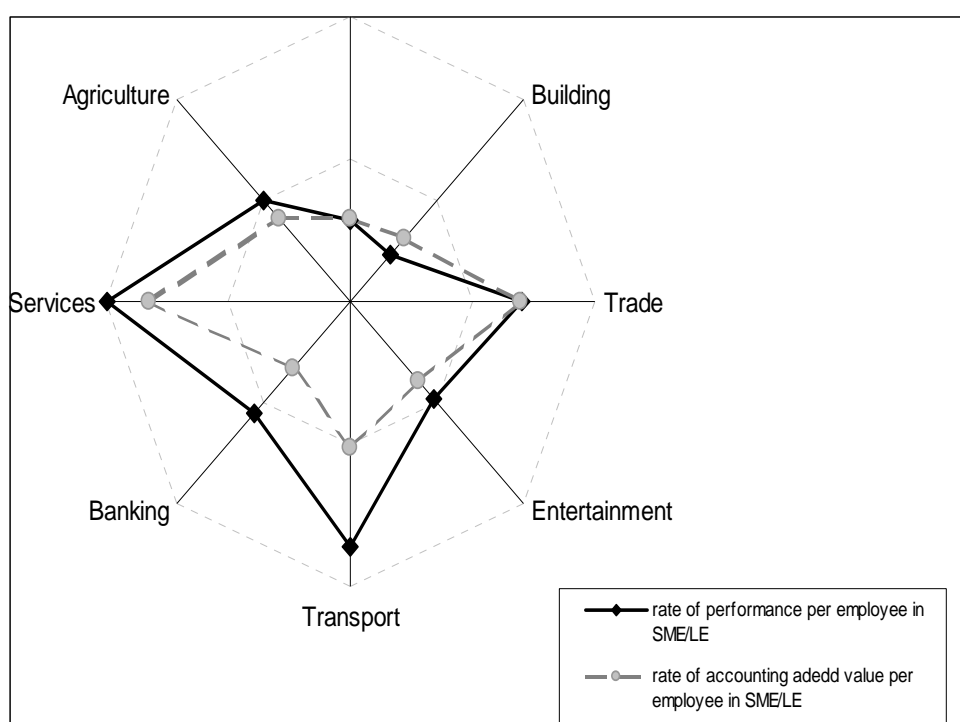 Agriculture
Building
Services
Trade
Banking
Entertainment
Transport
rate of performance per employee in
SME/LE
rate of accounting adedd value per
employee in SME/LE